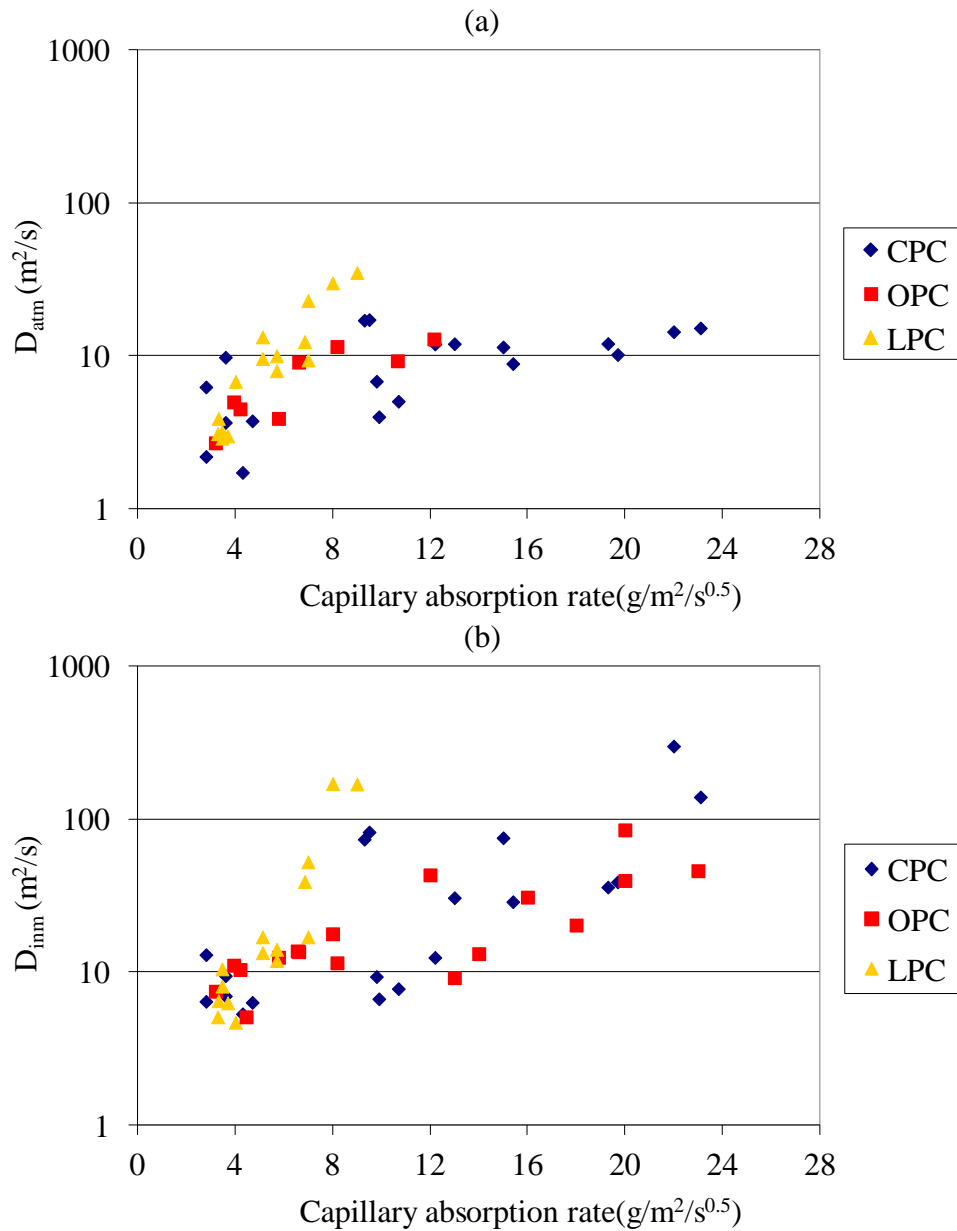 (a)
1000
100
10
1
D_atm (m²/s)
0 4 8 12 16 20 24 28
Capillary absorption rate(g/m²/s^0.5)
CPC
OPC
LPC
(b)
1000
100
10
1
D_inm (m²/s)
0 4 8 12 16 20 24 28
Capillary absorption rate(g/m²/s^0.5)
CPC
OPC
LPC